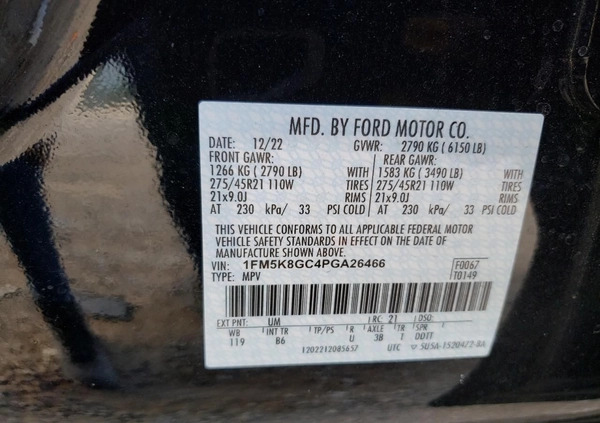 MFD. BY FORD MOTOR CO.
DATE: 12/22 GVWR: 2790 KG ( 6150 LB)
FRONT GAWR: REAR GAWR:
1266 KG ( 2790 LB) WITH 1583 KG ( 3490 LB) WITH
275/45R21 110W TIRES 275/45R21 110W TIRES
21x9.0J RIMS 21x9.0J RIMS
AT 230 kPa/ 33 PSI COLD AT 230 kPa/ 33 PSI COLD
THIS VEHICLE CONFORMS TO ALL APPLICABLE FEDERAL MOTOR
VEHICLE SAFETY STANDARDS IN EFFECT ON THE DATE OF
MANUFACTURE SHOWN ABOVE.
VIN: 1FM5K8GC4PGA26466 F0067
TYPE: MPV T0149
EXT PNT: UM RC: 21 DSO:
WB INT TR TP/PS R AXLE TR SPR
119 B6 U 3B 1 DDTT
1202212085657 UTC